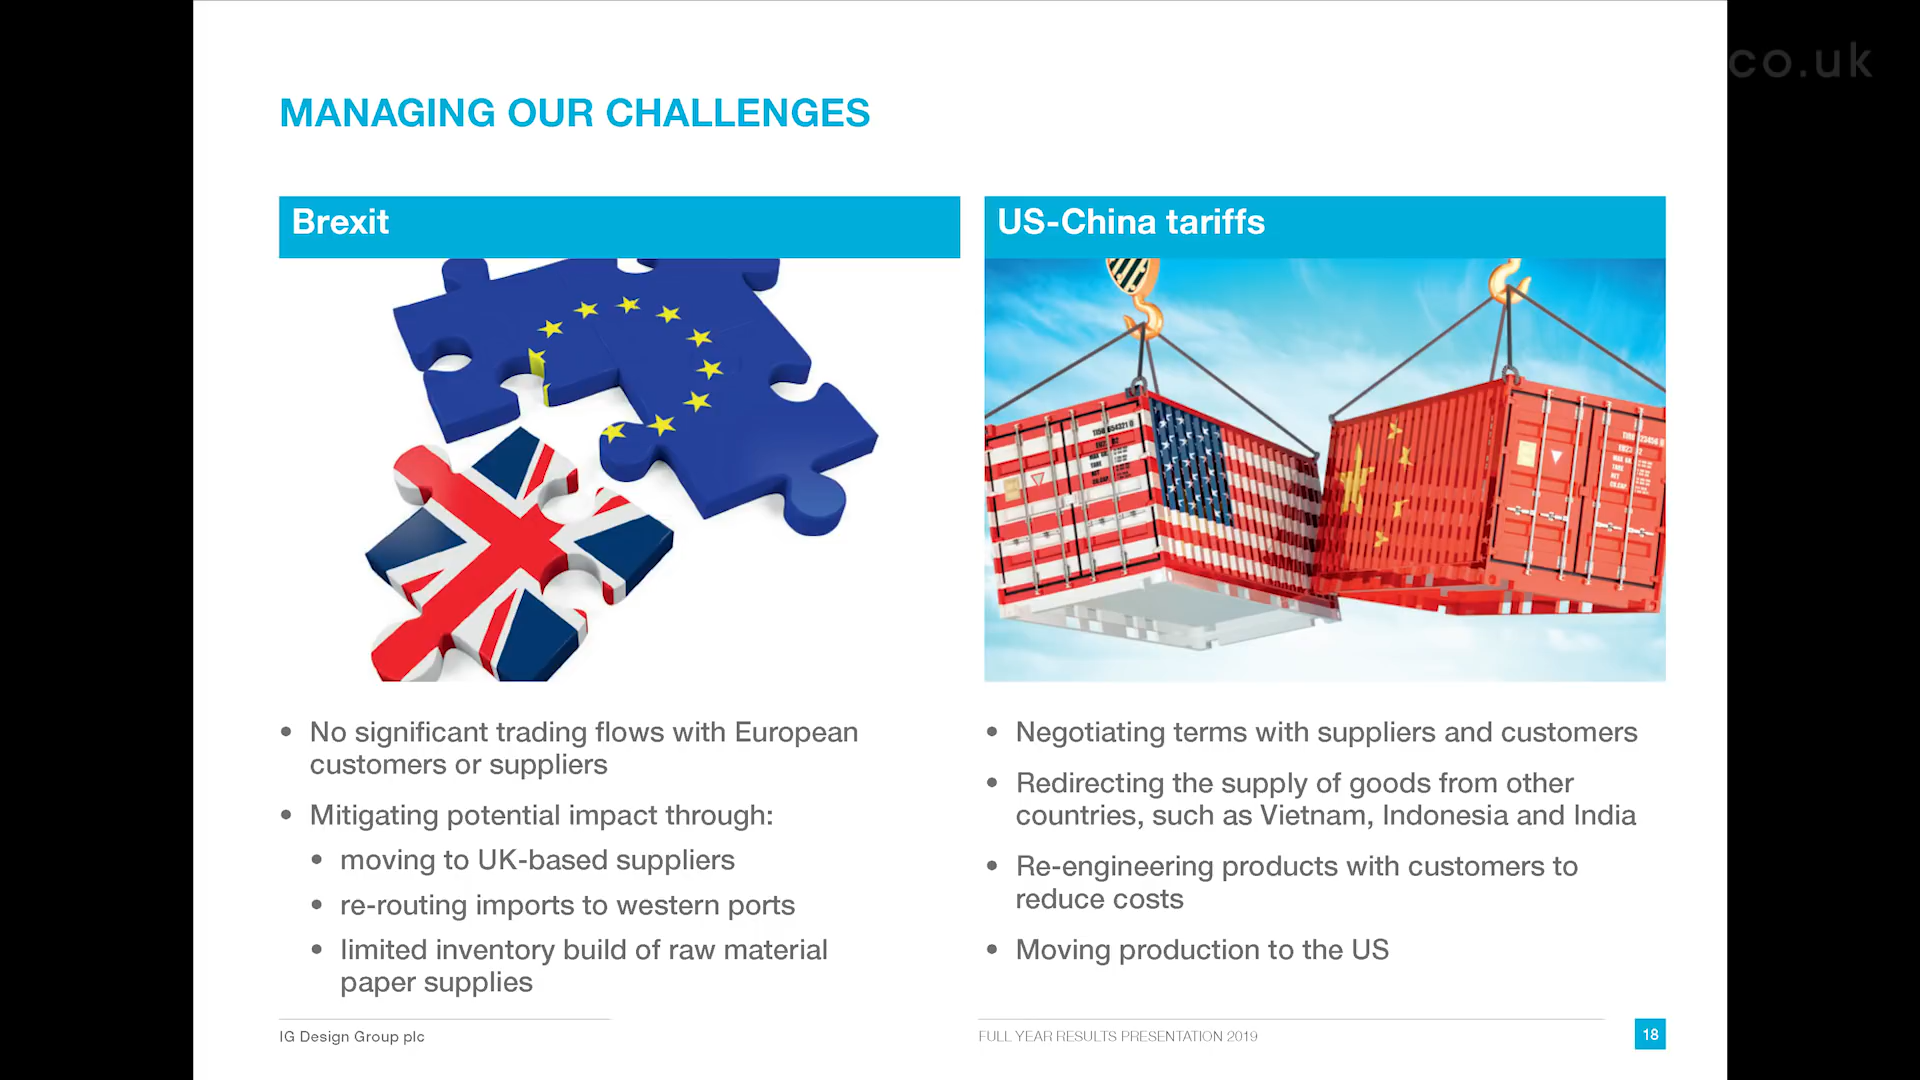 co.uk
MANAGING OUR CHALLENGES
Brexit
• No significant trading flows with European
customers or suppliers
• Mitigating potential impact through:
• moving to UK-based suppliers
• re-routing imports to western ports
• limited inventory build of raw material
paper supplies
US-China tariffs
• Negotiating terms with suppliers and customers
• Redirecting the supply of goods from other
countries, such as Vietnam, Indonesia and India
• Re-engineering products with customers to
reduce costs
• Moving production to the US
IG Design Group plc
FULL YEAR RESULTS PRESENTATION 2019
18